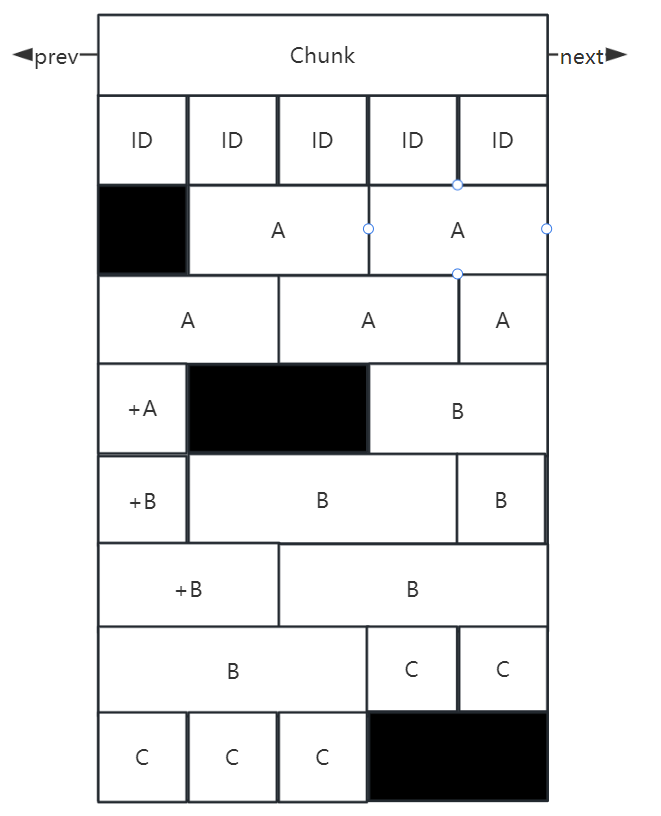 Chunk
prev
next
ID ID ID ID ID
A A
A A A
+A B
+B B B
+B B
B C C
C C C